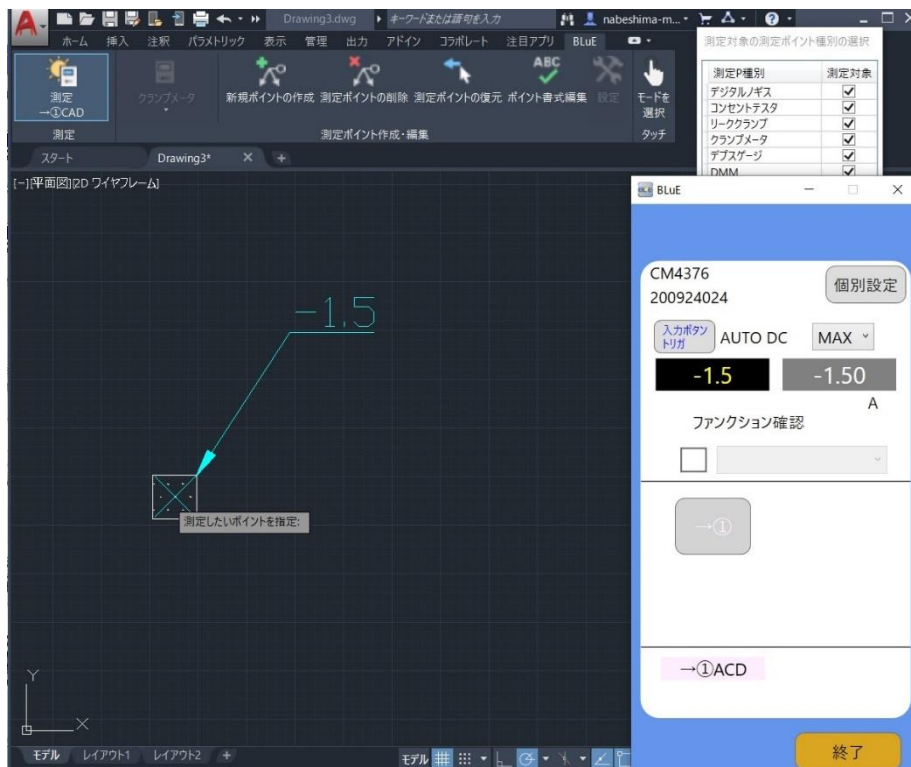 A
Drawing3.dwg
キーワードまたは語句を入力
nabeshima-m...
ホーム 挿入 注釈 パラメトリック 表示 管理 出力 アドイン コラボレート 注目アプリ BLUE
測定対象の測定ポイント種別の選択
測定P種別 測定対象
デジタルノギス
コンセントテスタ
リーククランプ
クランプメータ
デプスゲージ
DMM
測定
→①CAD
クランプメータ
新規ポイントの作成 測定ポイントの削除 測定ポイントの復元 ポイント書式編集 設定
ABC
モードを
選択
測定 測定ポイント作成・編集 タッチ
スタート Drawing3*
[−]平面図][2D ワイヤフレーム]
−1.5
測定したいポイントを指定:
Y
X
モデル レイアウト1 レイアウト2 +
モデル
BLuE
CM4376
200924024
個別設定
入力ボタン
トリガ
AUTO DC
MAX
-1.5
-1.50
A
ファンクション確認
→①
→①ACD
終了